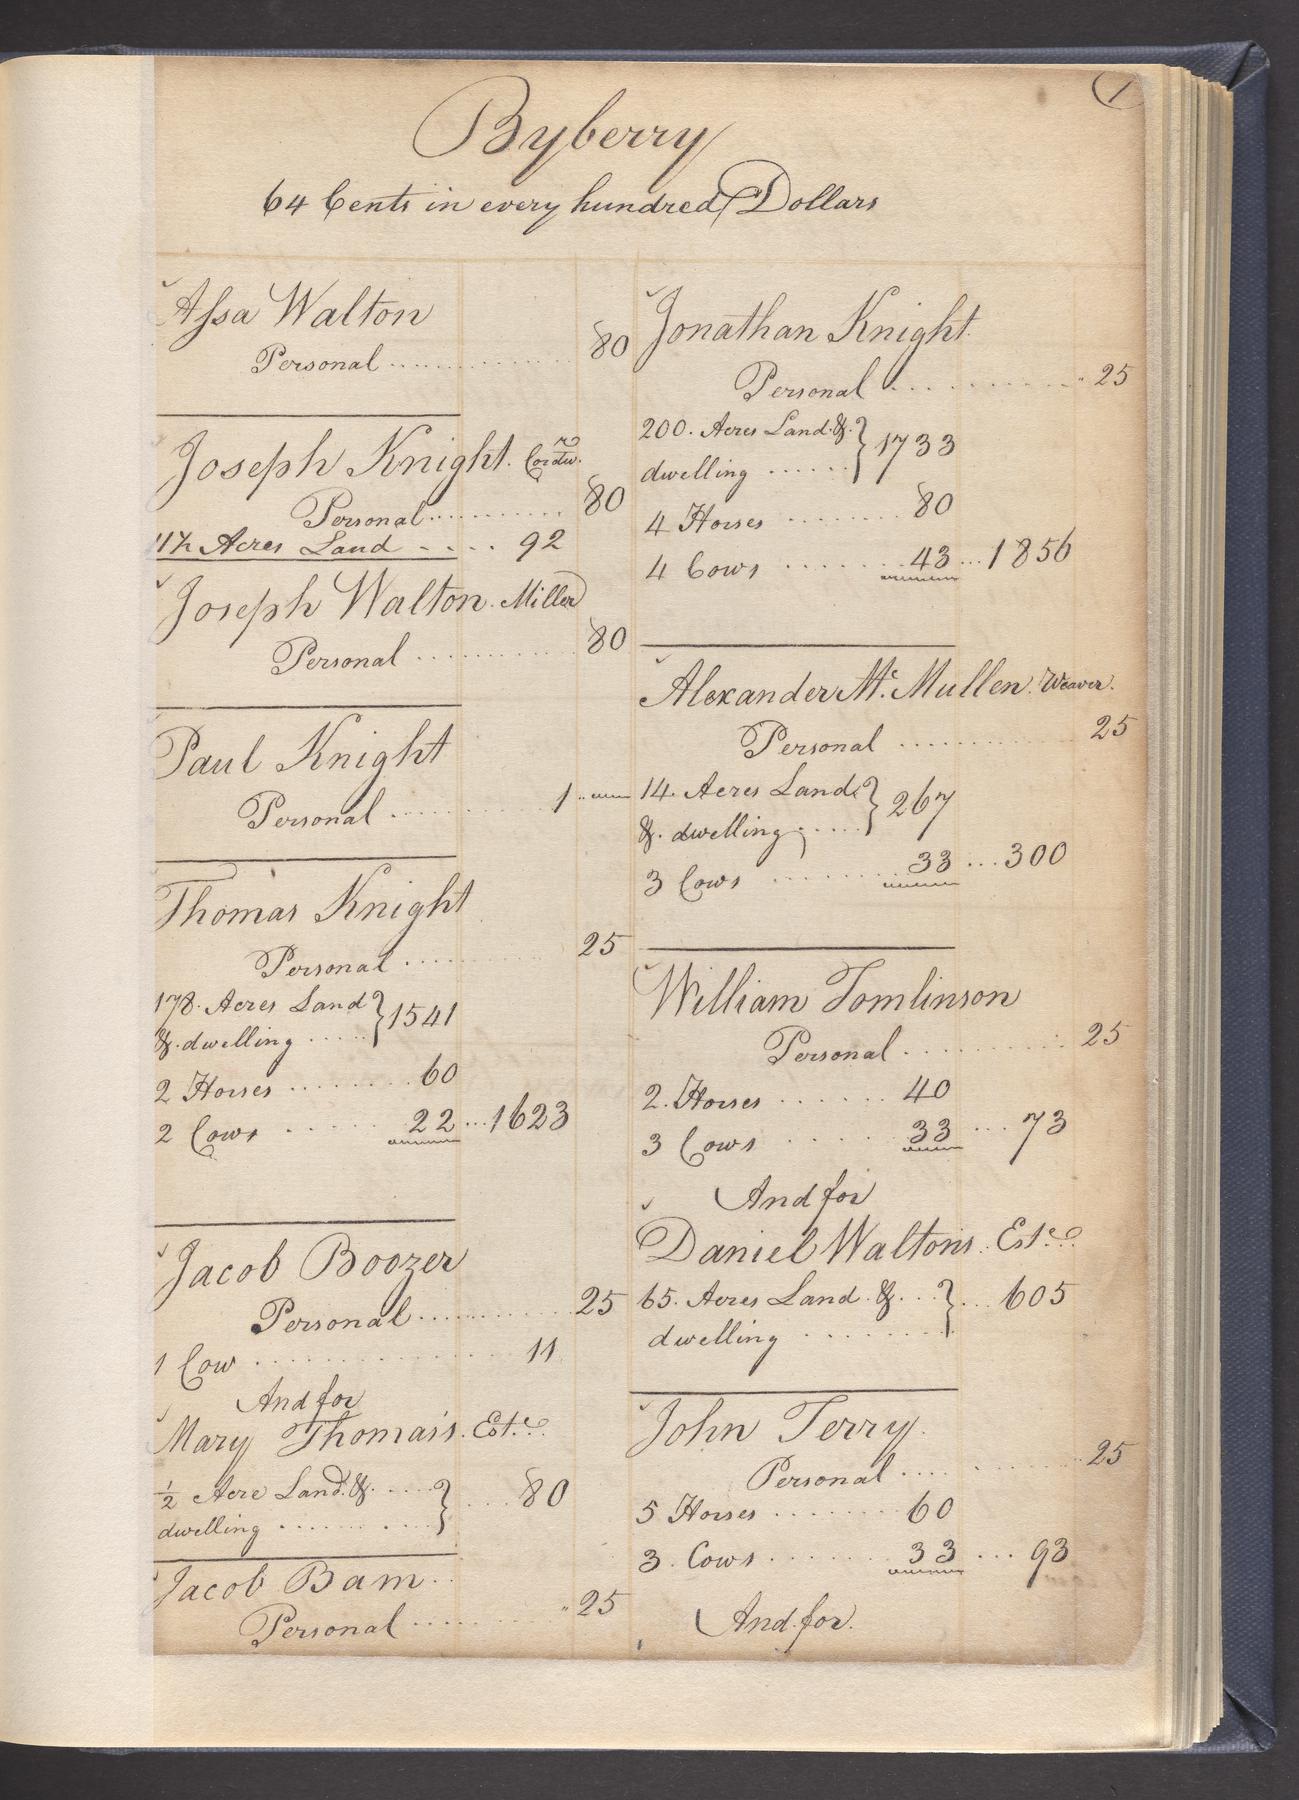 1
Byberry
64 Cents in every hundred Dollars
Assa Walton
Personal ........... 80
Joseph Knight. Cordwr.
Personal ........... 80
Acres Land - ... 92
Joseph Walton. Miller
Personal ........... 80
Paul Knight
Personal ........... 1
Thomas Knight
Personal ........... 25
178. Acres Land } 1541
&. dwelling .....
2 Horses ........ 60
2 Cows ..... 22 ... 1623
Jacob Boozer
Personal ........... 25
1 Cow ........... 11
And for
Mary Thomas's. Este.
1/2 Acre Land. &. .... } .... 80
dwelling ..........
Jacob Bam
Personal ........... 25
Jonathan Knight
Personal ........... 25
200. Acres Land. &. } 1733
dwelling ......
4 Horses ........ 80
4 Cows ....... 43 ... 1856
Alexander Mc. Mullen. Weaver.
Personal ........... 25
14. Acres Land } 267
&. dwelling .....
3 Cows ........ 33 ... 300
William Tomlinson
Personal ........... 25
2. Horses ...... 40
3 Cows ..... 33 ... 73
And for
Daniel Waltons. Este.
65. Acres Land. &. ... } ... 605
dwelling ........
John Terry.
Personal ........... 25
5 Horses ....... 60
3. Cows ....... 33 ... 93
And. for.